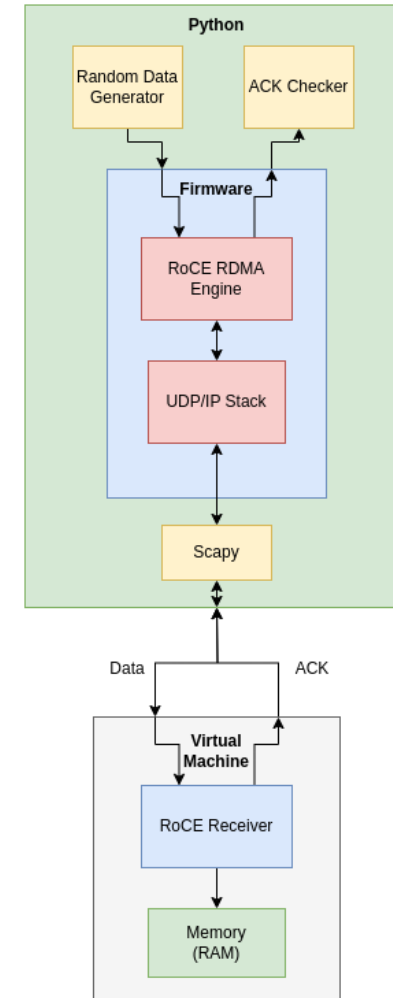 Python
Random Data
Generator
ACK Checker
Firmware
RoCE RDMA
Engine
UDP/IP Stack
Scapy
Data
ACK
Virtual
Machine
RoCE Receiver
Memory
(RAM)